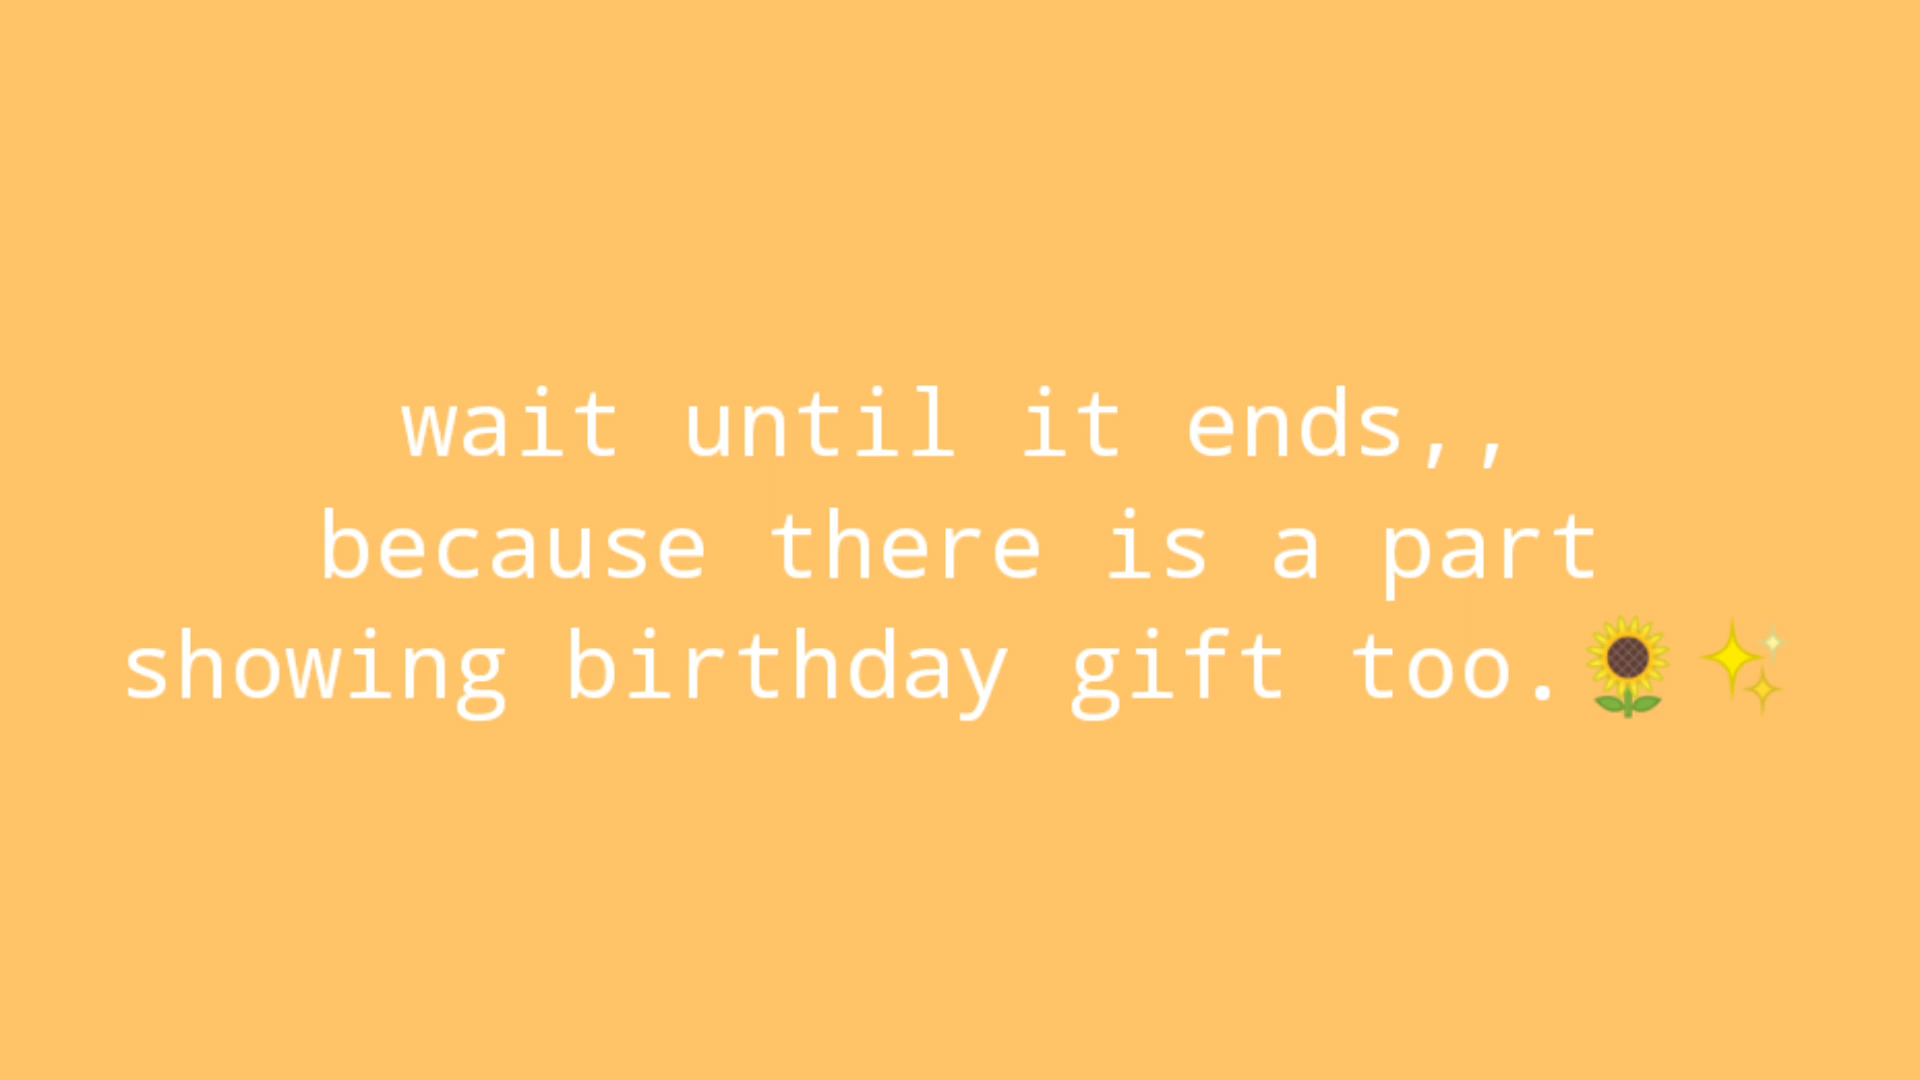 wait until it ends,,
because there is a part
showing birthday gift too.🌻✨